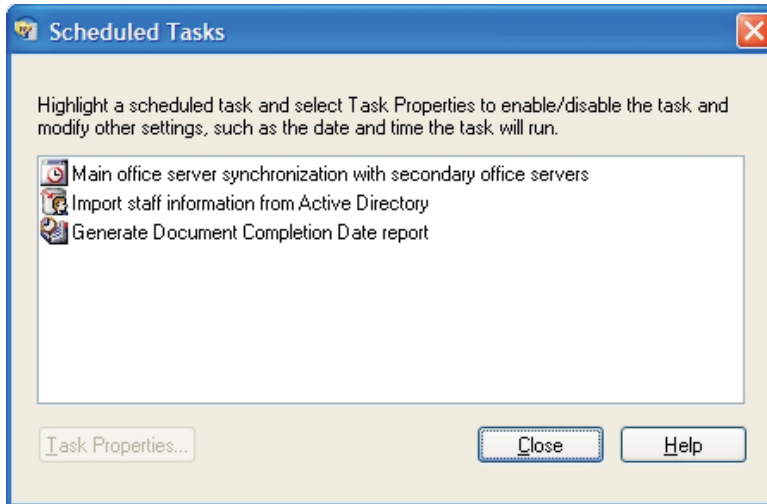 Scheduled Tasks
Highlight a scheduled task and select Task Properties to enable/disable the task and
modify other settings, such as the date and time the task will run.
Main office server synchronization with secondary office servers
Import staff information from Active Directory
Generate Document Completion Date report
Task Properties...
Close
Help